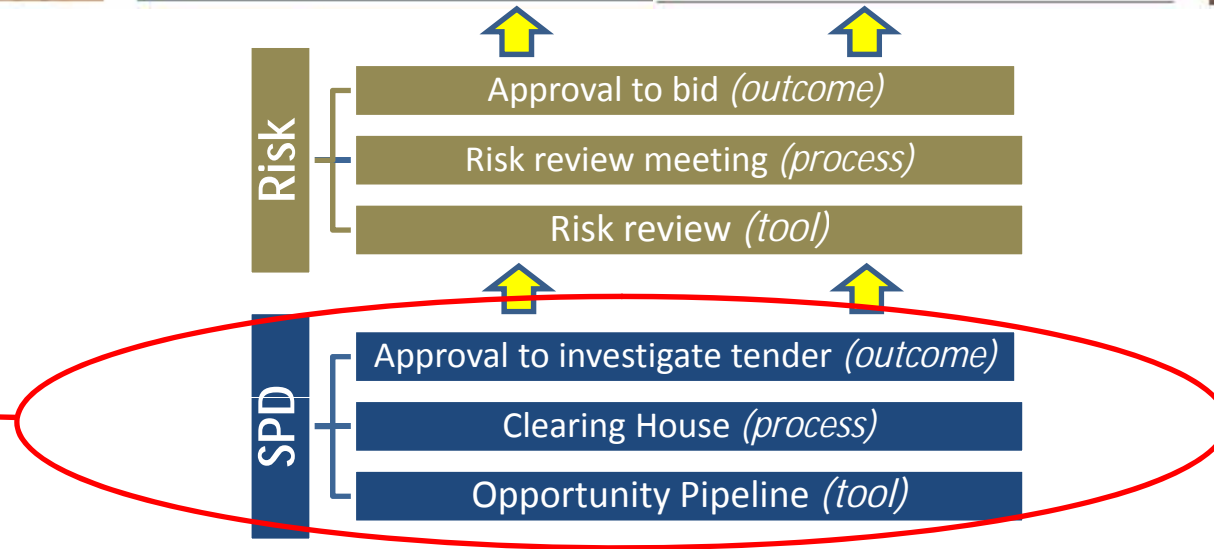 Risk
Approval to bid (outcome)
Risk review meeting (process)
Risk review (tool)
SPD
Approval to investigate tender (outcome)
Clearing House (process)
Opportunity Pipeline (tool)